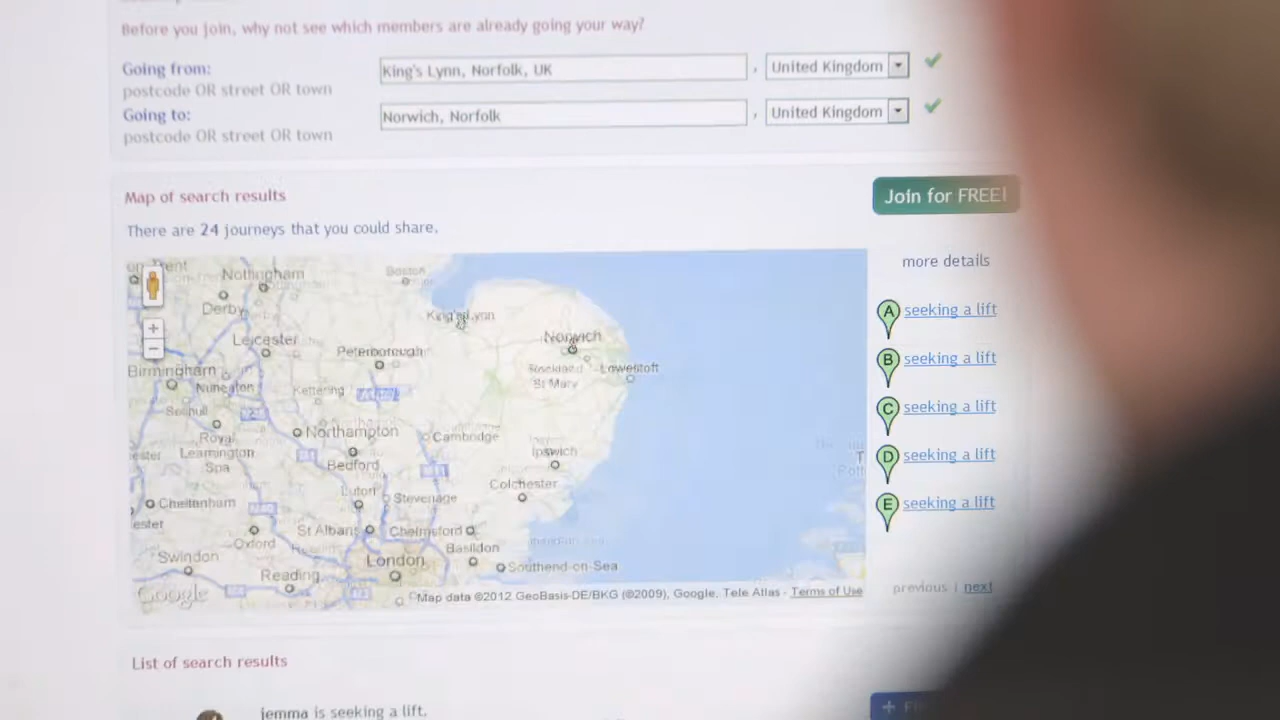 Before you join, why not see which members are already going your way?
Going from:
King's Lynn, Norfolk, UK
, United Kingdom
postcode OR street OR town
Going to:
Norwich, Norfolk
, United Kingdom
postcode OR street OR town
Map of search results
Join for FREE!
There are 24 journeys that you could share.
more details
A seeking a lift
B seeking a lift
C seeking a lift
D seeking a lift
E seeking a lift
previous | next
Nottingham
Boston
Derby
King's Lynn
Norwich
Leicester
Peterborough
Rockland St Mary
Lowestoft
Birmingham
Nuneaton
Kettering
Solihull
Northampton
Cambridge
Royal Leamington Spa
Bedford
Ipswich
Luton
Stevenage
Colchester
Cheltenham
St Albans
Chelmsford
Oxford
Basildon
Swindon
London
Southend-on-Sea
Reading
Google
Map data ©2012 GeoBasis-DE/BKG (©2009), Google, Tele Atlas - Terms of Use
List of search results
jemma is seeking a lift.